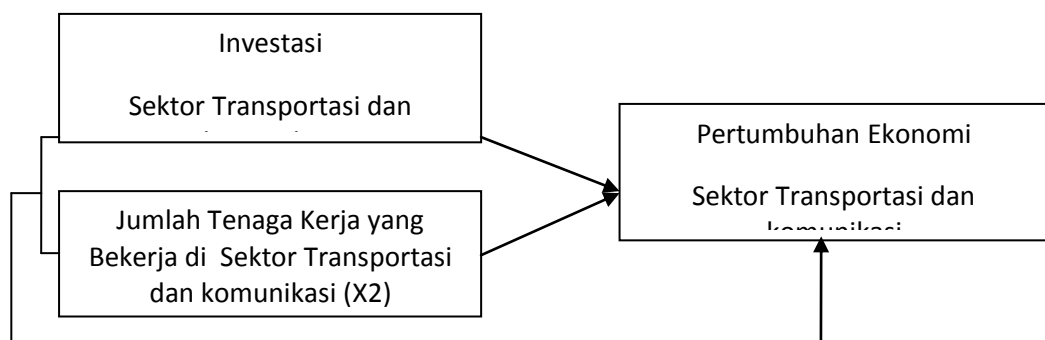 Investasi
Sektor Transportasi dan
Jumlah Tenaga Kerja yang
Bekerja di Sektor Transportasi
dan komunikasi (X2)
Pertumbuhan Ekonomi
Sektor Transportasi dan
komunikasi